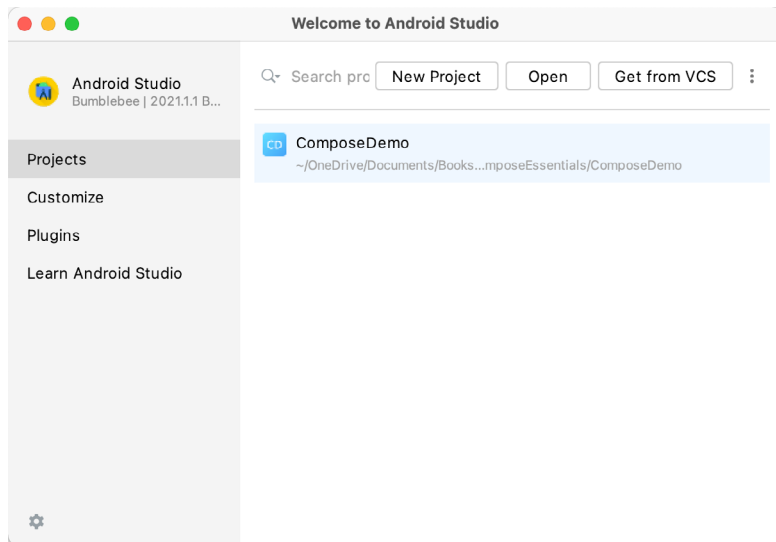 Welcome to Android Studio
Android Studio
Bumblebee | 2021.1.1 B...
Projects
Customize
Plugins
Learn Android Studio
Search pro
New Project
Open
Get from VCS
CD
ComposeDemo
~/OneDrive/Documents/Books...mposeEssentials/ComposeDemo